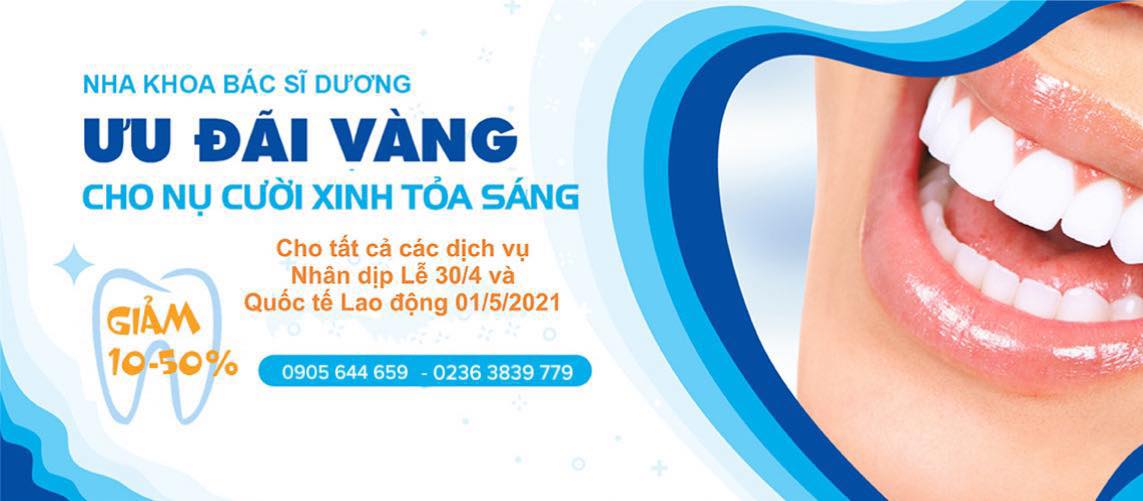 NHA KHOA BÁC SĨ DƯƠNG
ƯU ĐÃI VÀNG
CHO NỤ CƯỜI XINH TỎA SÁNG
Cho tất cả các dịch vụ
Nhân dịp Lễ 30/4 và
Quốc tế Lao động 01/5/2021
GIẢM
10-50%
0905 644 659 - 0236 3839 779